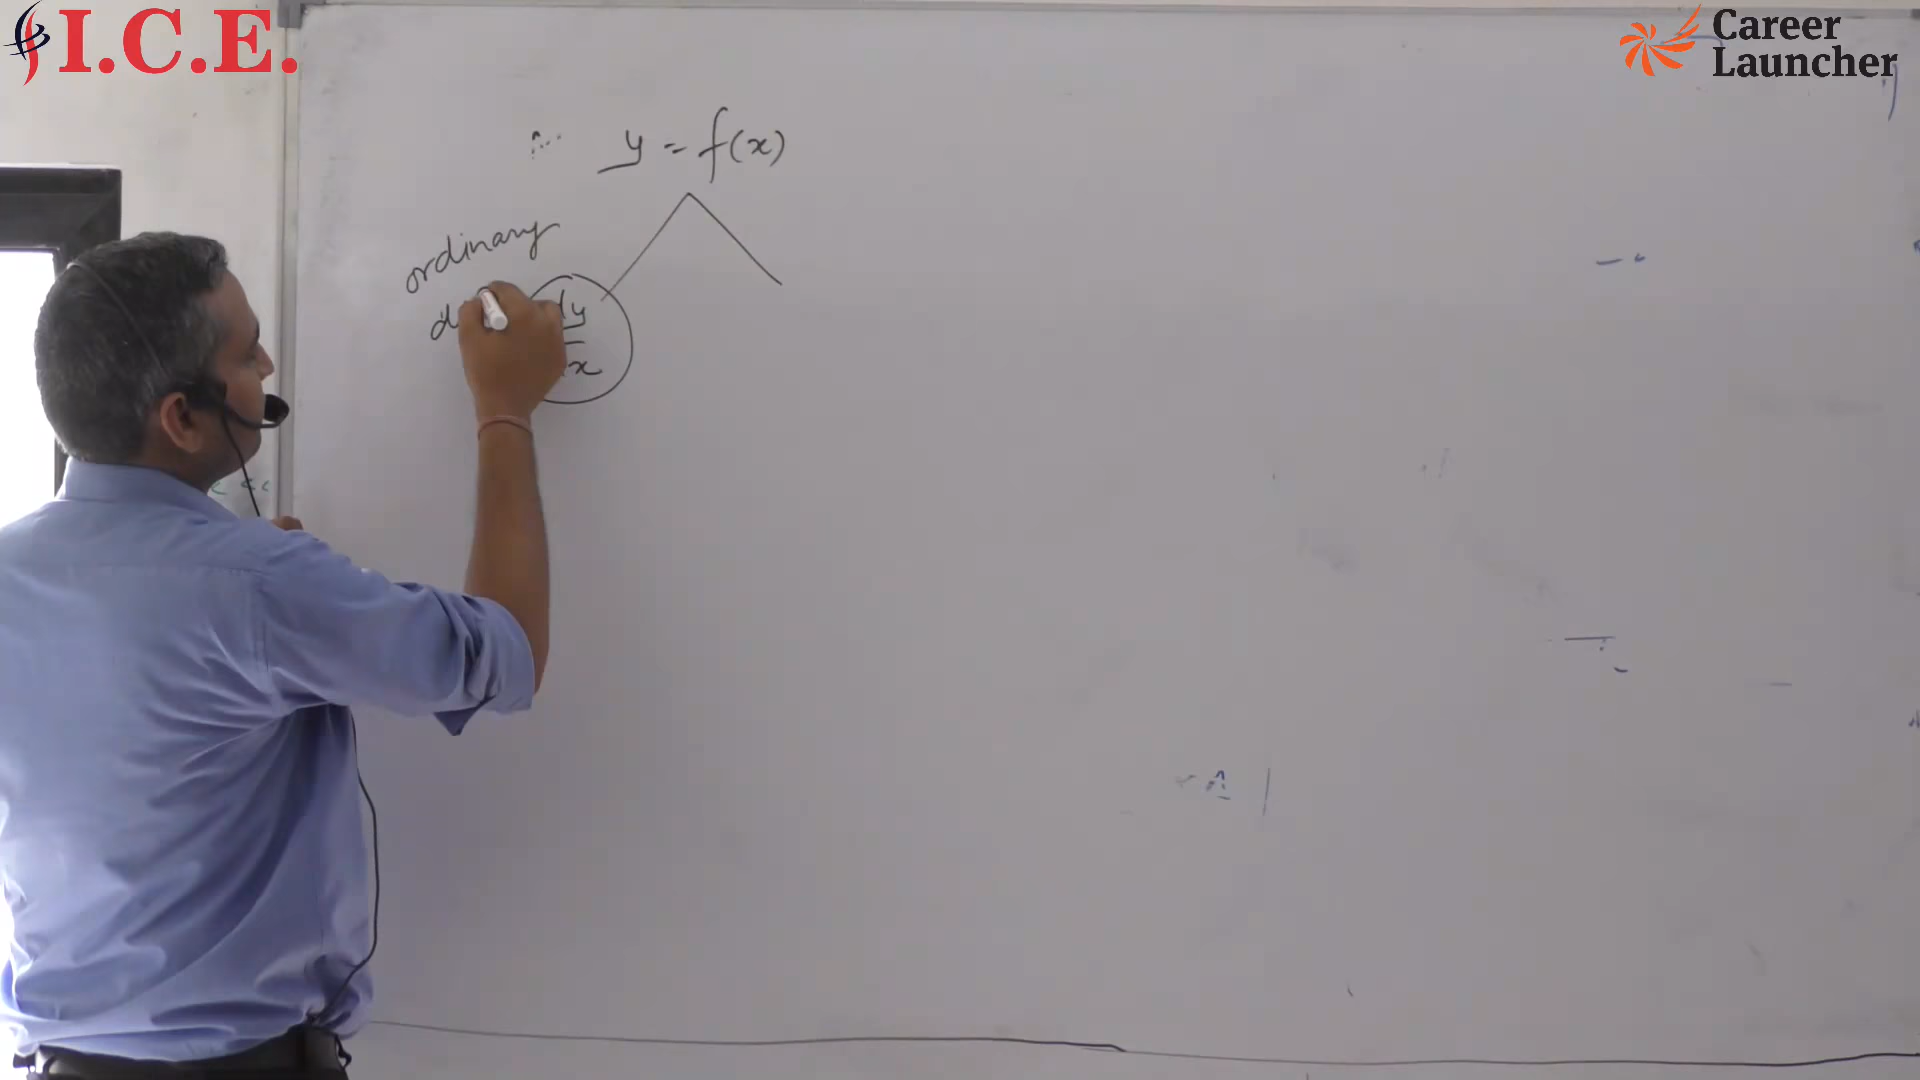 I.C.E.
Career
Launcher
y = f(x)
ordinary
dy
x